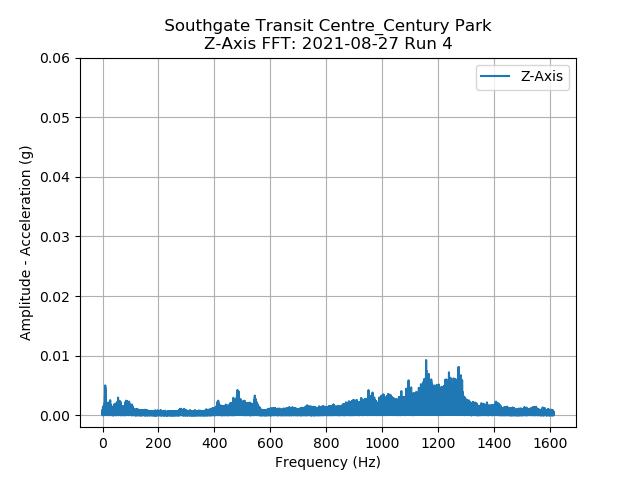 Southgate Transit Centre_Century Park
Z-Axis FFT: 2021-08-27 Run 4
Z-Axis
0.06
0.05
0.04
0.03
0.02
0.01
0.00
Amplitude - Acceleration (g)
0 200 400 600 800 1000 1200 1400 1600
Frequency (Hz)